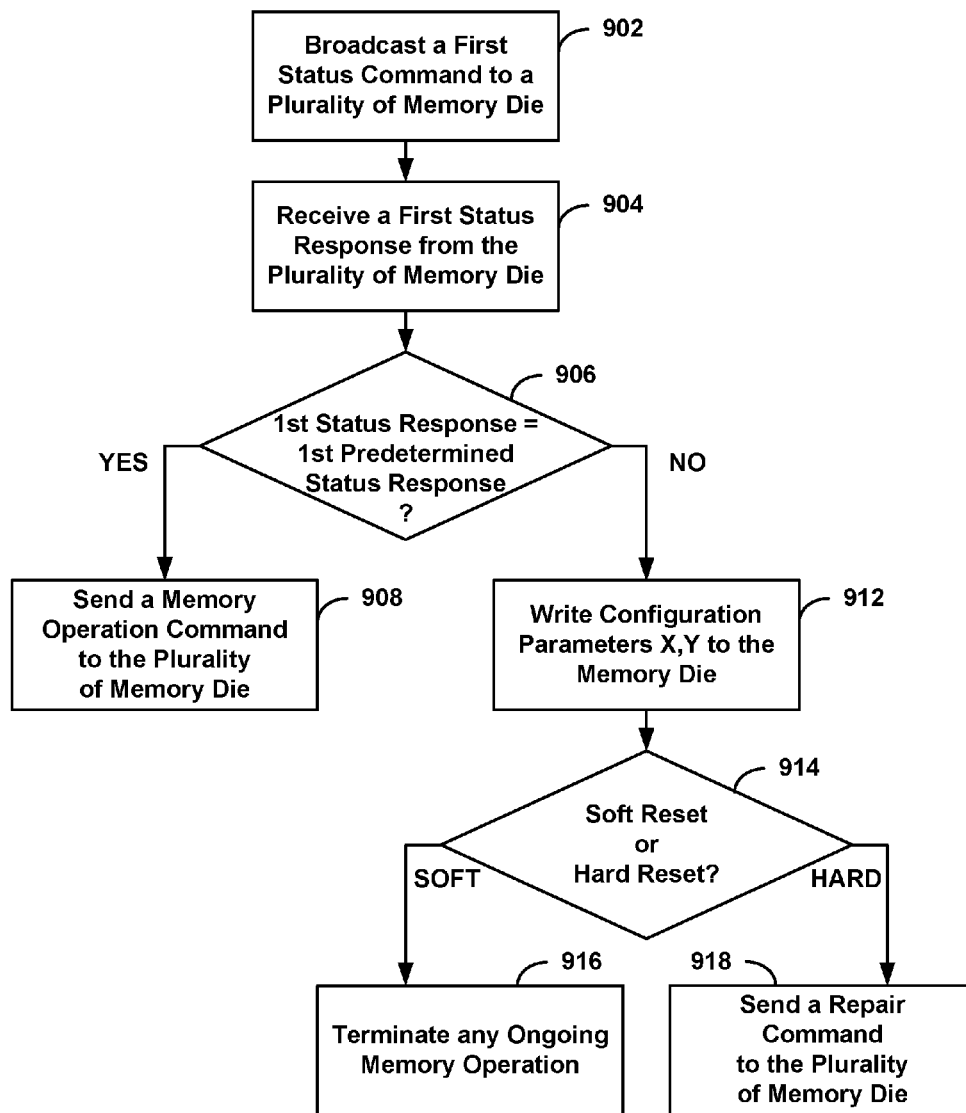 Broadcast a First
Status Command to a
Plurality of Memory Die
902
Receive a First Status
Response from the
Plurality of Memory Die
904
906
1st Status Response =
1st Predetermined
Status Response
?
YES
NO
Send a Memory
Operation Command
to the Plurality
of Memory Die
908
Write Configuration
Parameters X,Y to the
Memory Die
912
914
Soft Reset
or
Hard Reset?
SOFT
HARD
916
Terminate any Ongoing
Memory Operation
918
Send a Repair
Command
to the Plurality
of Memory Die